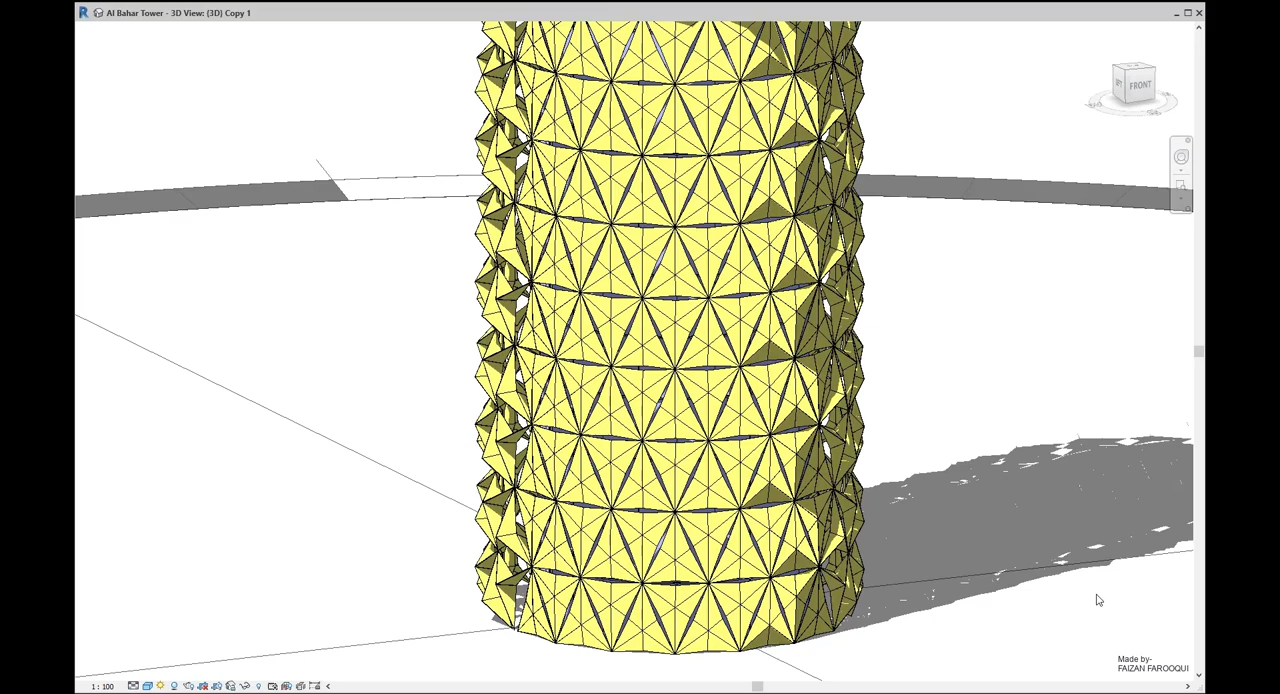 Al Bahar Tower - 3D View: {3D} Copy 1
FRONT
1 : 100
Made by-
FAIZAN FAROOQUI